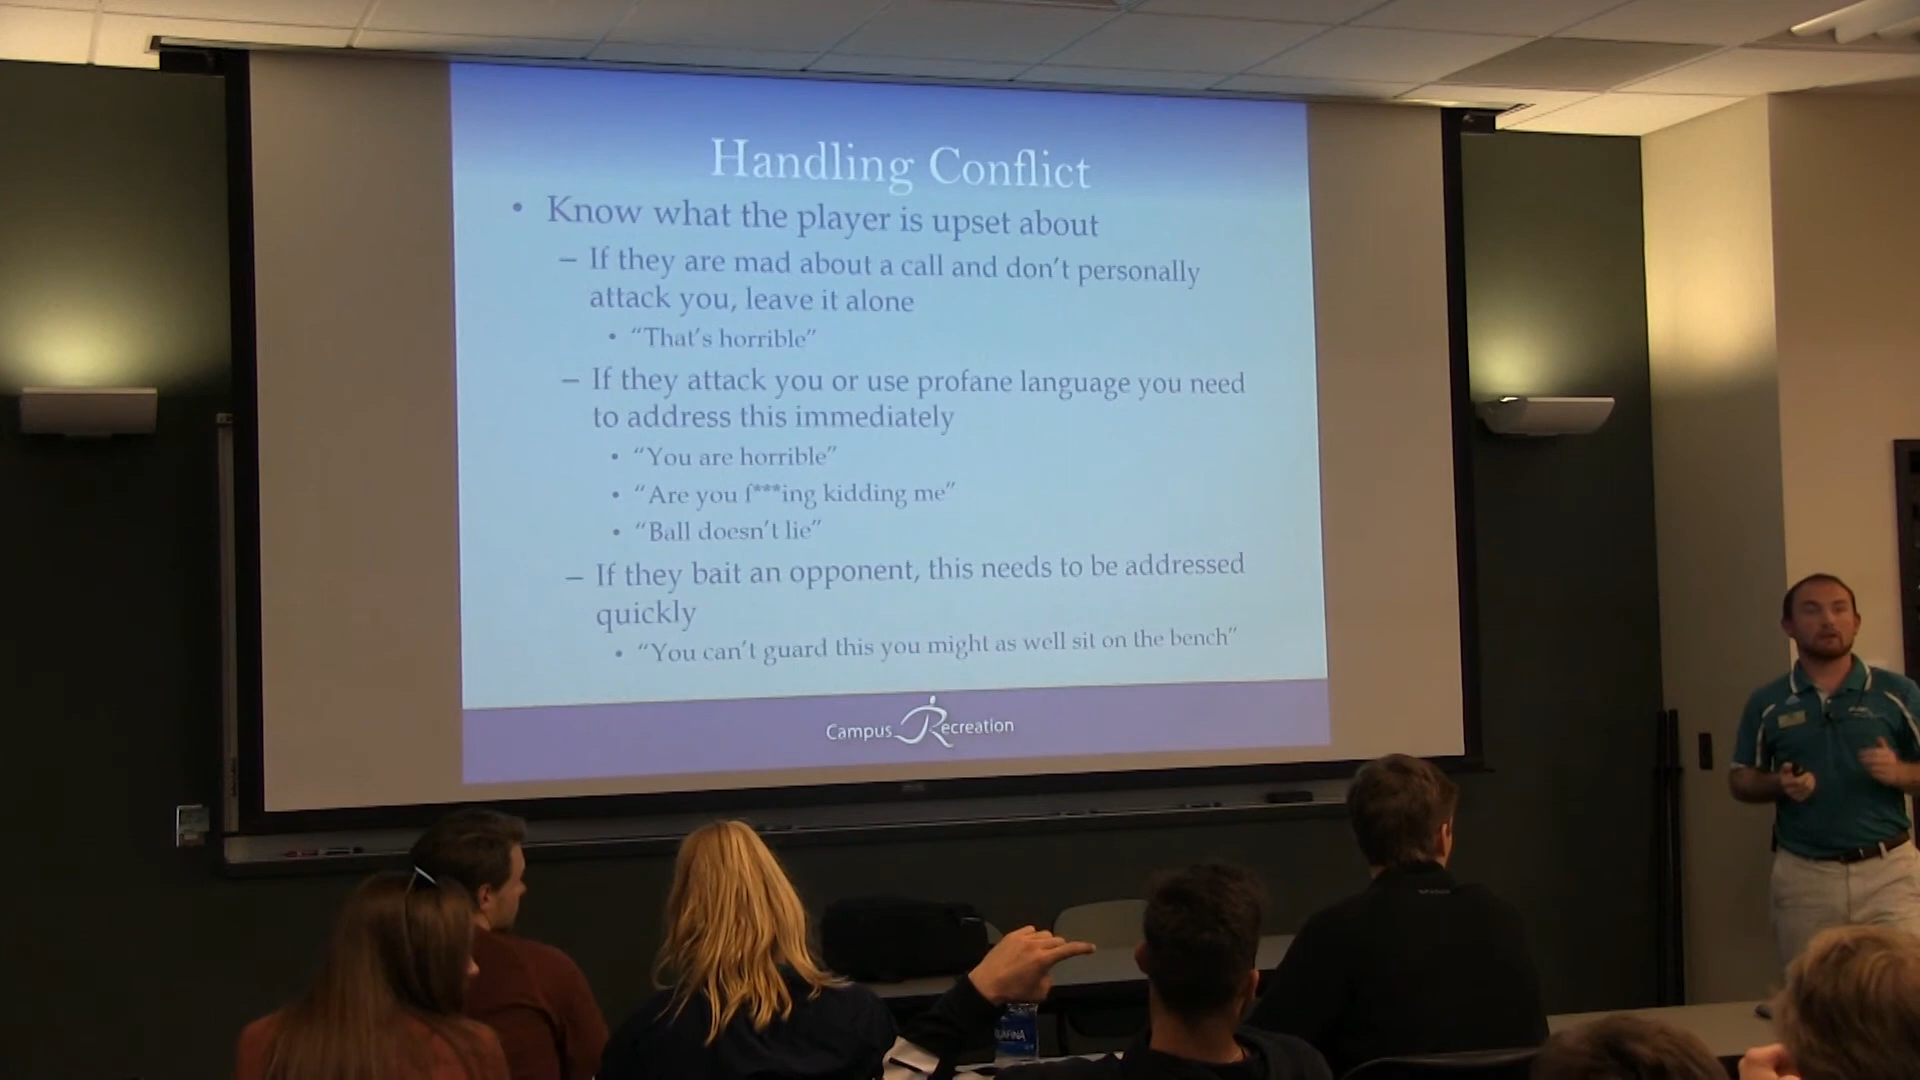 Handling Conflict
• Know what the player is upset about
– If they are mad about a call and don't personally
attack you, leave it alone
• “That's horrible”
– If they attack you or use profane language you need
to address this immediately
• “You are horrible”
• “Are you f***ing kidding me”
• “Ball doesn't lie”
– If they bait an opponent, this needs to be addressed
quickly
• “You can't guard this you might as well sit on the bench”
Campus Recreation